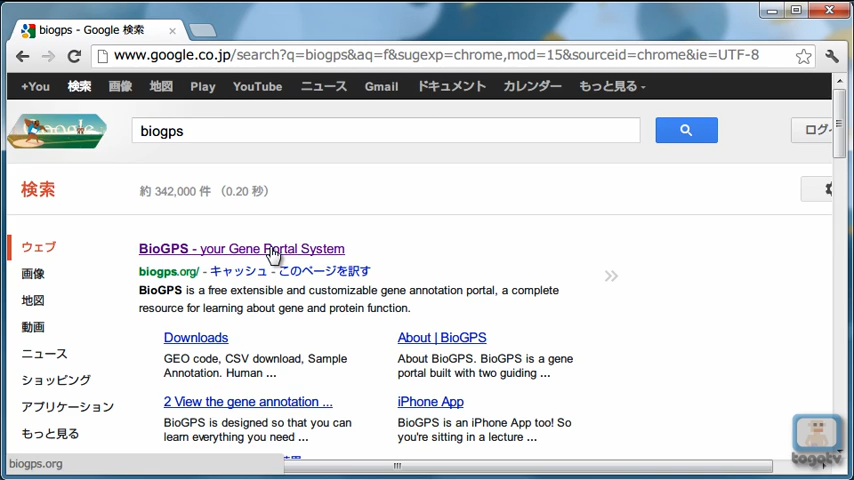 biogps - Google 検索
www.google.co.jp/search?q=biogps&aq=f&sugexp=chrome,mod=15&sourceid=chrome&ie=UTF-8
+You 検索 画像 地図 Play YouTube ニュース Gmail ドキュメント カレンダー もっと見る
Google biogps ログ
検索 約 342,000 件 （0.20 秒）
ウェブ
画像
地図
動画
ニュース
ショッピング
アプリケーション
もっと見る
BioGPS - your Gene Portal System
biogps.org/ - キャッシュ - このページを訳す
BioGPS is a free extensible and customizable gene annotation portal, a complete
resource for learning about gene and protein function.
Downloads
GEO code, CSV download, Sample
Annotation. Human ...
About | BioGPS
About BioGPS. BioGPS is a gene
portal built with two guiding ...
2 View the gene annotation ...
BioGPS is designed so that you can
learn everything you need ...
iPhone App
BioGPS is an iPhone App too! So
you're sitting in a lecture ...
biogps.org
togotv